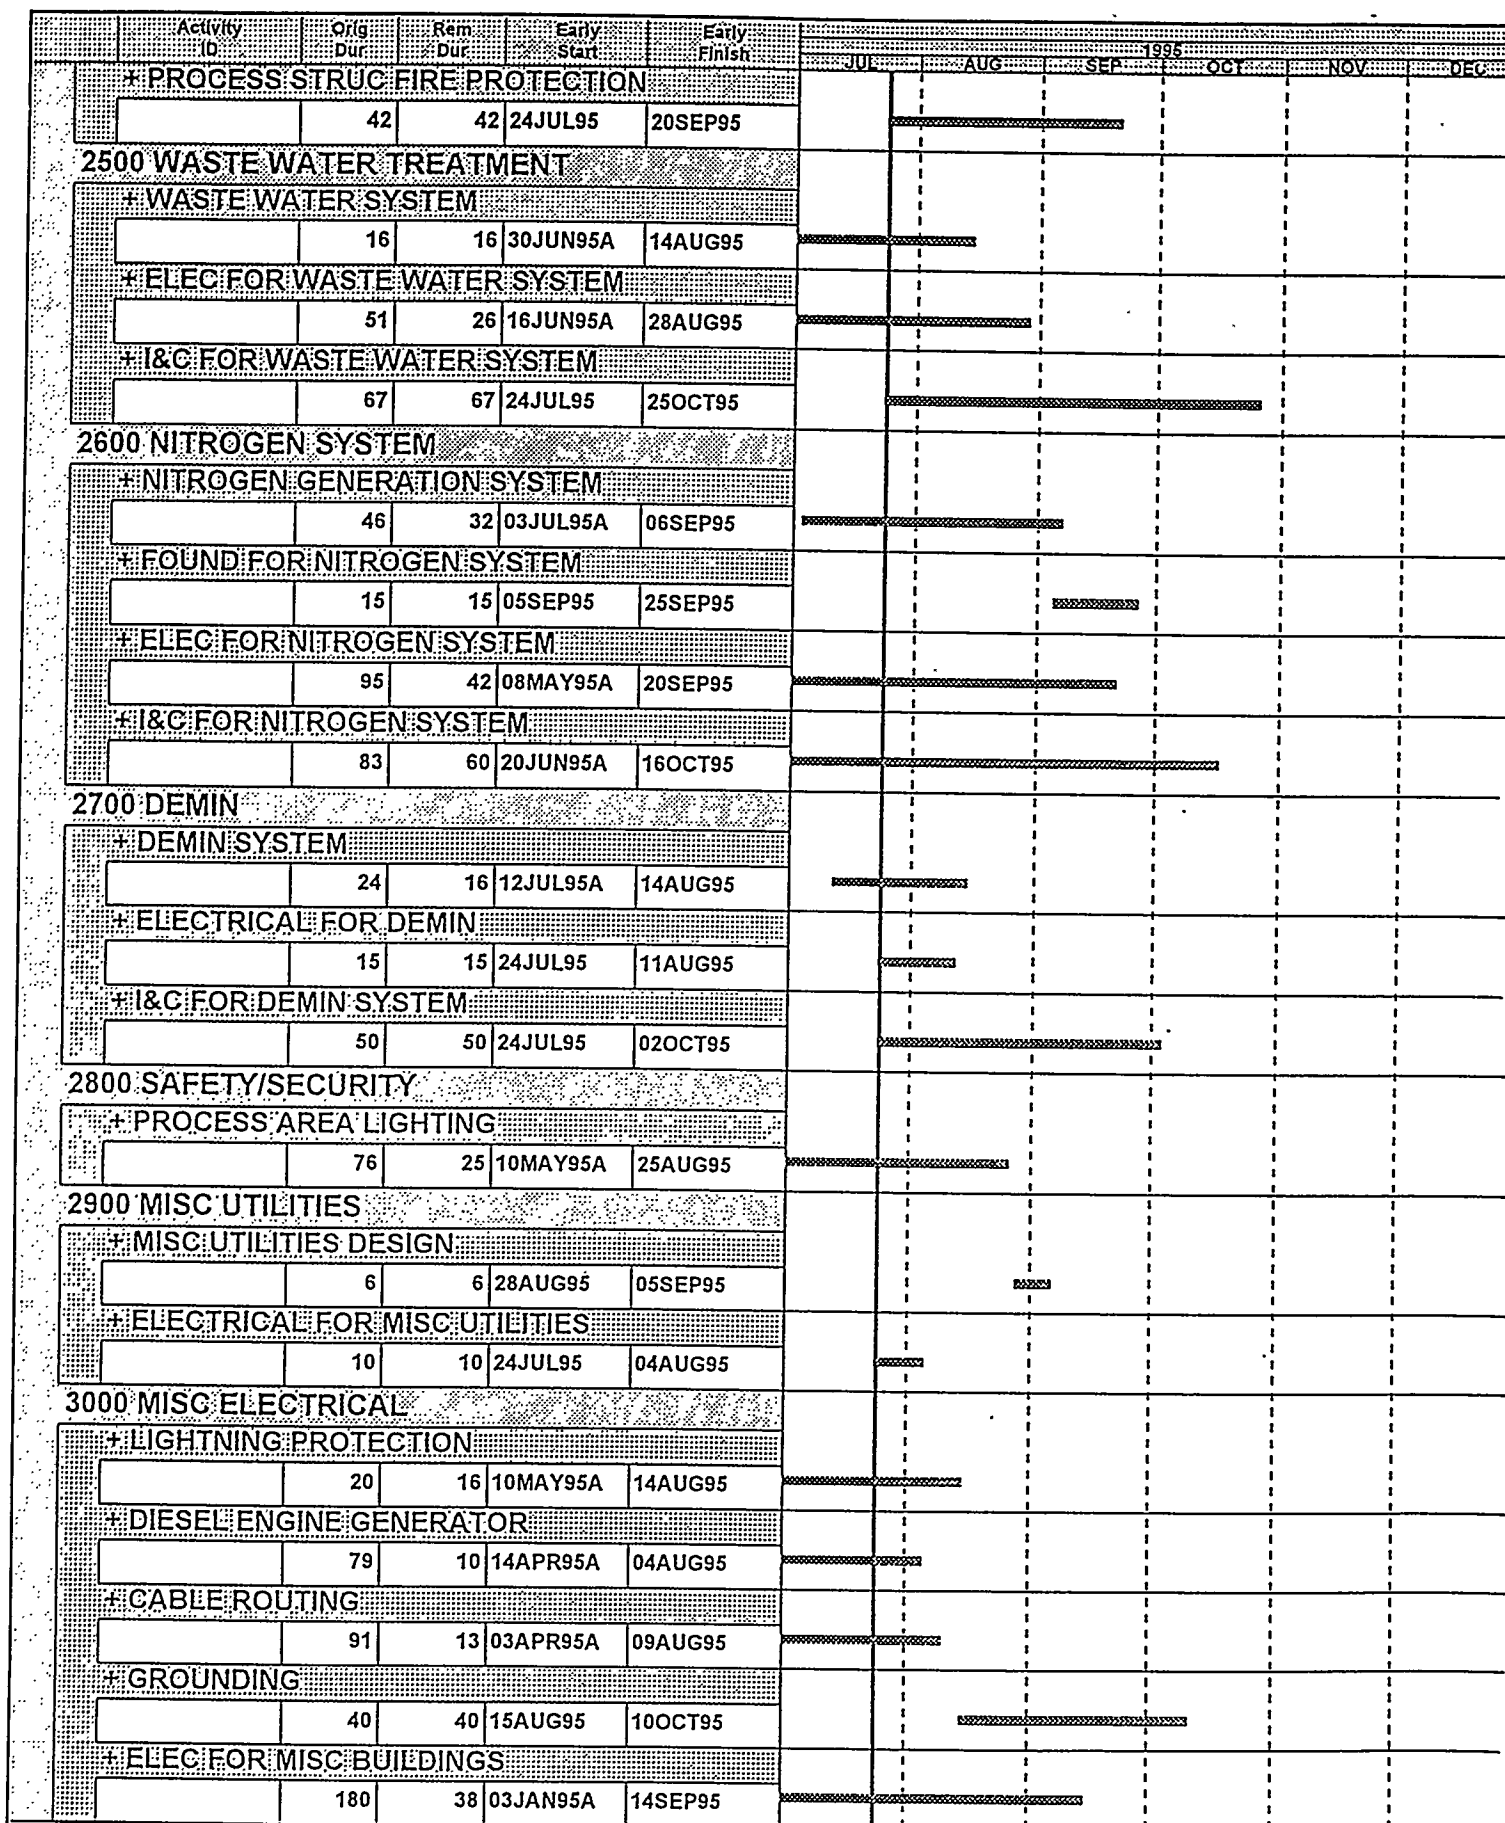 Activity ID Orig Dur Rem Dur Early Start Early Finish
1995
JUL AUG SEP OCT NOV DEC
+ PROCESS STRUC FIRE PROTECTION
42 42 24JUL95 20SEP95
2500 WASTE WATER TREATMENT
+ WASTE WATER SYSTEM
16 16 30JUN95A 14AUG95
+ ELEC FOR WASTE WATER SYSTEM
51 26 16JUN95A 28AUG95
+ I&C FOR WASTE WATER SYSTEM
67 67 24JUL95 25OCT95
2600 NITROGEN SYSTEM
+ NITROGEN GENERATION SYSTEM
46 32 03JUL95A 06SEP95
+ FOUND FOR NITROGEN SYSTEM
15 15 05SEP95 25SEP95
+ ELEC FOR NITROGEN SYSTEM
95 42 08MAY95A 20SEP95
+ I&C FOR NITROGEN SYSTEM
83 60 20JUN95A 16OCT95
2700 DEMIN
+ DEMIN SYSTEM
24 16 12JUL95A 14AUG95
+ ELECTRICAL FOR DEMIN
15 15 24JUL95 11AUG95
+ I&C FOR DEMIN SYSTEM
50 50 24JUL95 02OCT95
2800 SAFETY/SECURITY
+ PROCESS AREA LIGHTING
76 25 10MAY95A 25AUG95
2900 MISC UTILITIES
+ MISC UTILITIES DESIGN
6 6 28AUG95 05SEP95
+ ELECTRICAL FOR MISC UTILITIES
10 10 24JUL95 04AUG95
3000 MISC ELECTRICAL
+ LIGHTNING PROTECTION
20 16 10MAY95A 14AUG95
+ DIESEL ENGINE GENERATOR
79 10 14APR95A 04AUG95
+ CABLE ROUTING
91 13 03APR95A 09AUG95
+ GROUNDING
40 40 15AUG95 10OCT95
+ ELEC FOR MISC BUILDINGS
180 38 03JAN95A 14SEP95